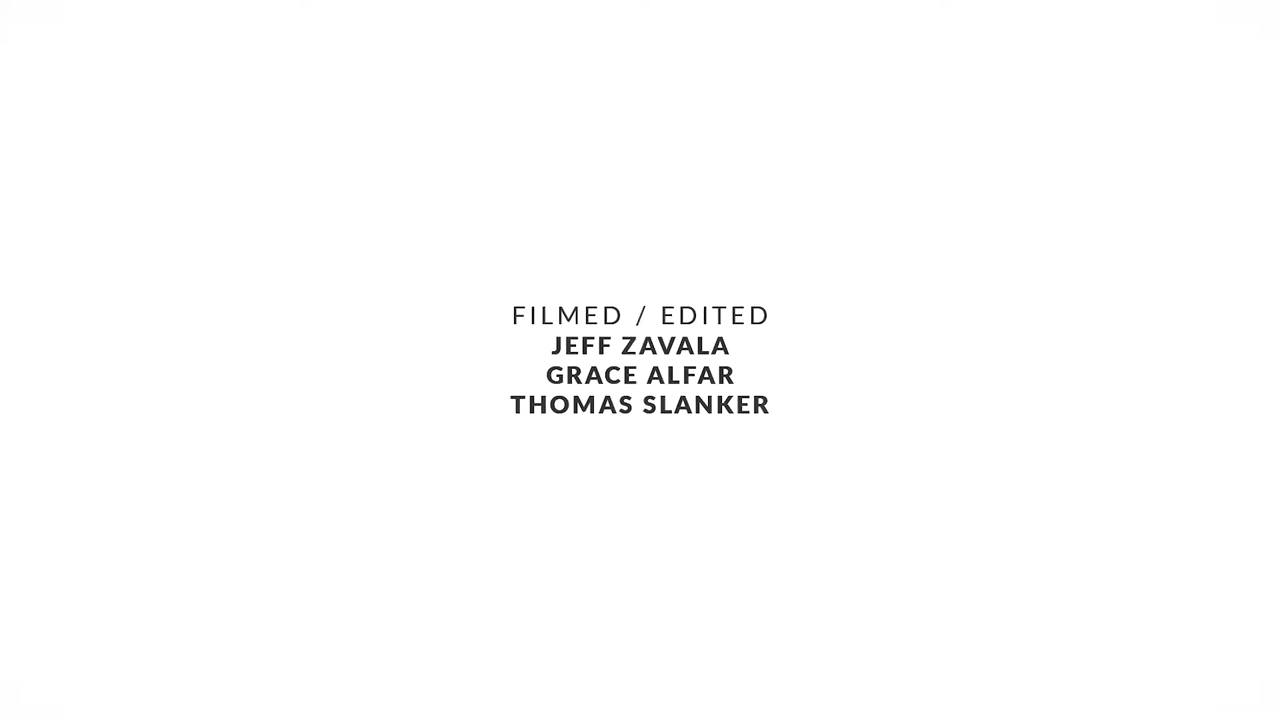 FILMED / EDITED
JEFF ZAVALA
GRACE ALFAR
THOMAS SLANKER